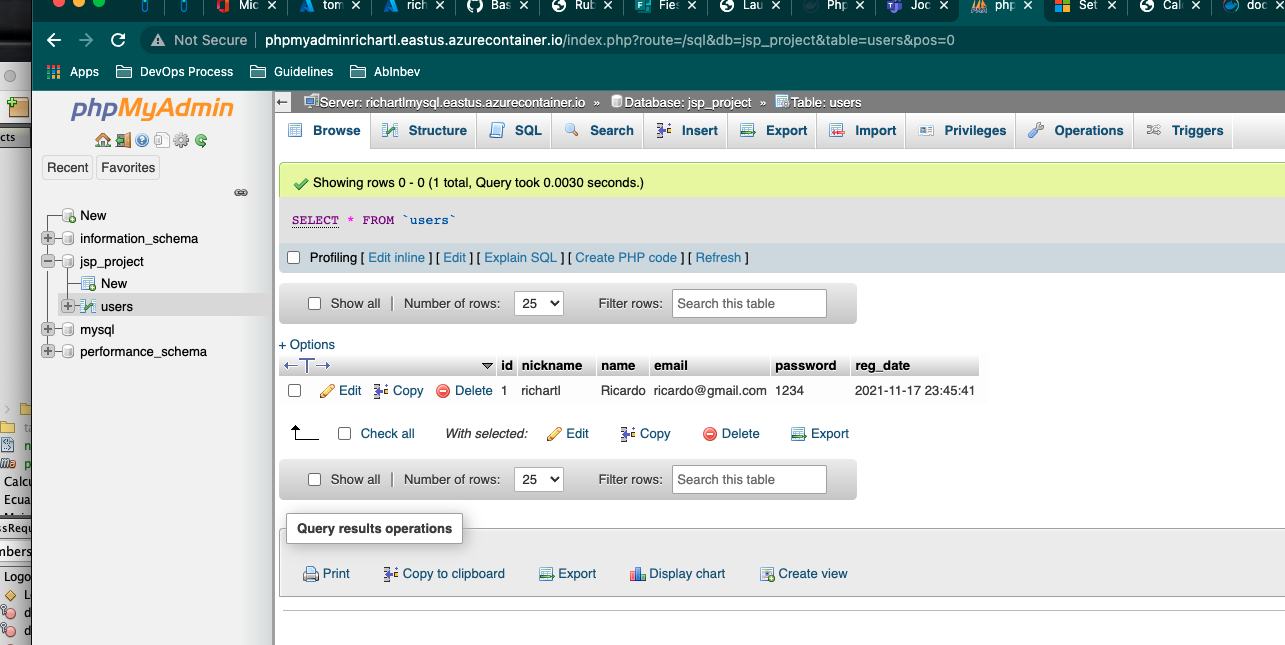 Mic tom rich Bas Rub Fie Lau Php Joc php Set Cal doc
Not Secure | phpmyadminrichartl.eastus.azurecontainer.io/index.php?route=/sql&db=jsp_project&table=users&pos=0
Apps DevOps Process Guidelines AbInbev
phpMyAdmin
Recent Favorites
New
information_schema
jsp_project
New
users
mysql
performance_schema
Server: richartlmysql.eastus.azurecontainer.io » Database: jsp_project » Table: users
Browse Structure SQL Search Insert Export Import Privileges Operations Triggers
Showing rows 0 - 0 (1 total, Query took 0.0030 seconds.)
SELECT * FROM `users`
Profiling [ Edit inline ] [ Edit ] [ Explain SQL ] [ Create PHP code ] [ Refresh ]
Show all | Number of rows: 25 Filter rows: Search this table
+ Options
←T→ id nickname name email password reg_date
Edit Copy Delete 1 richartl Ricardo ricardo@gmail.com 1234 2021-11-17 23:45:41
Check all With selected: Edit Copy Delete Export
Show all | Number of rows: 25 Filter rows: Search this table
Query results operations
Print Copy to clipboard Export Display chart Create view
cts
Calcu
Ecua
ssRequ
mbers
Logo